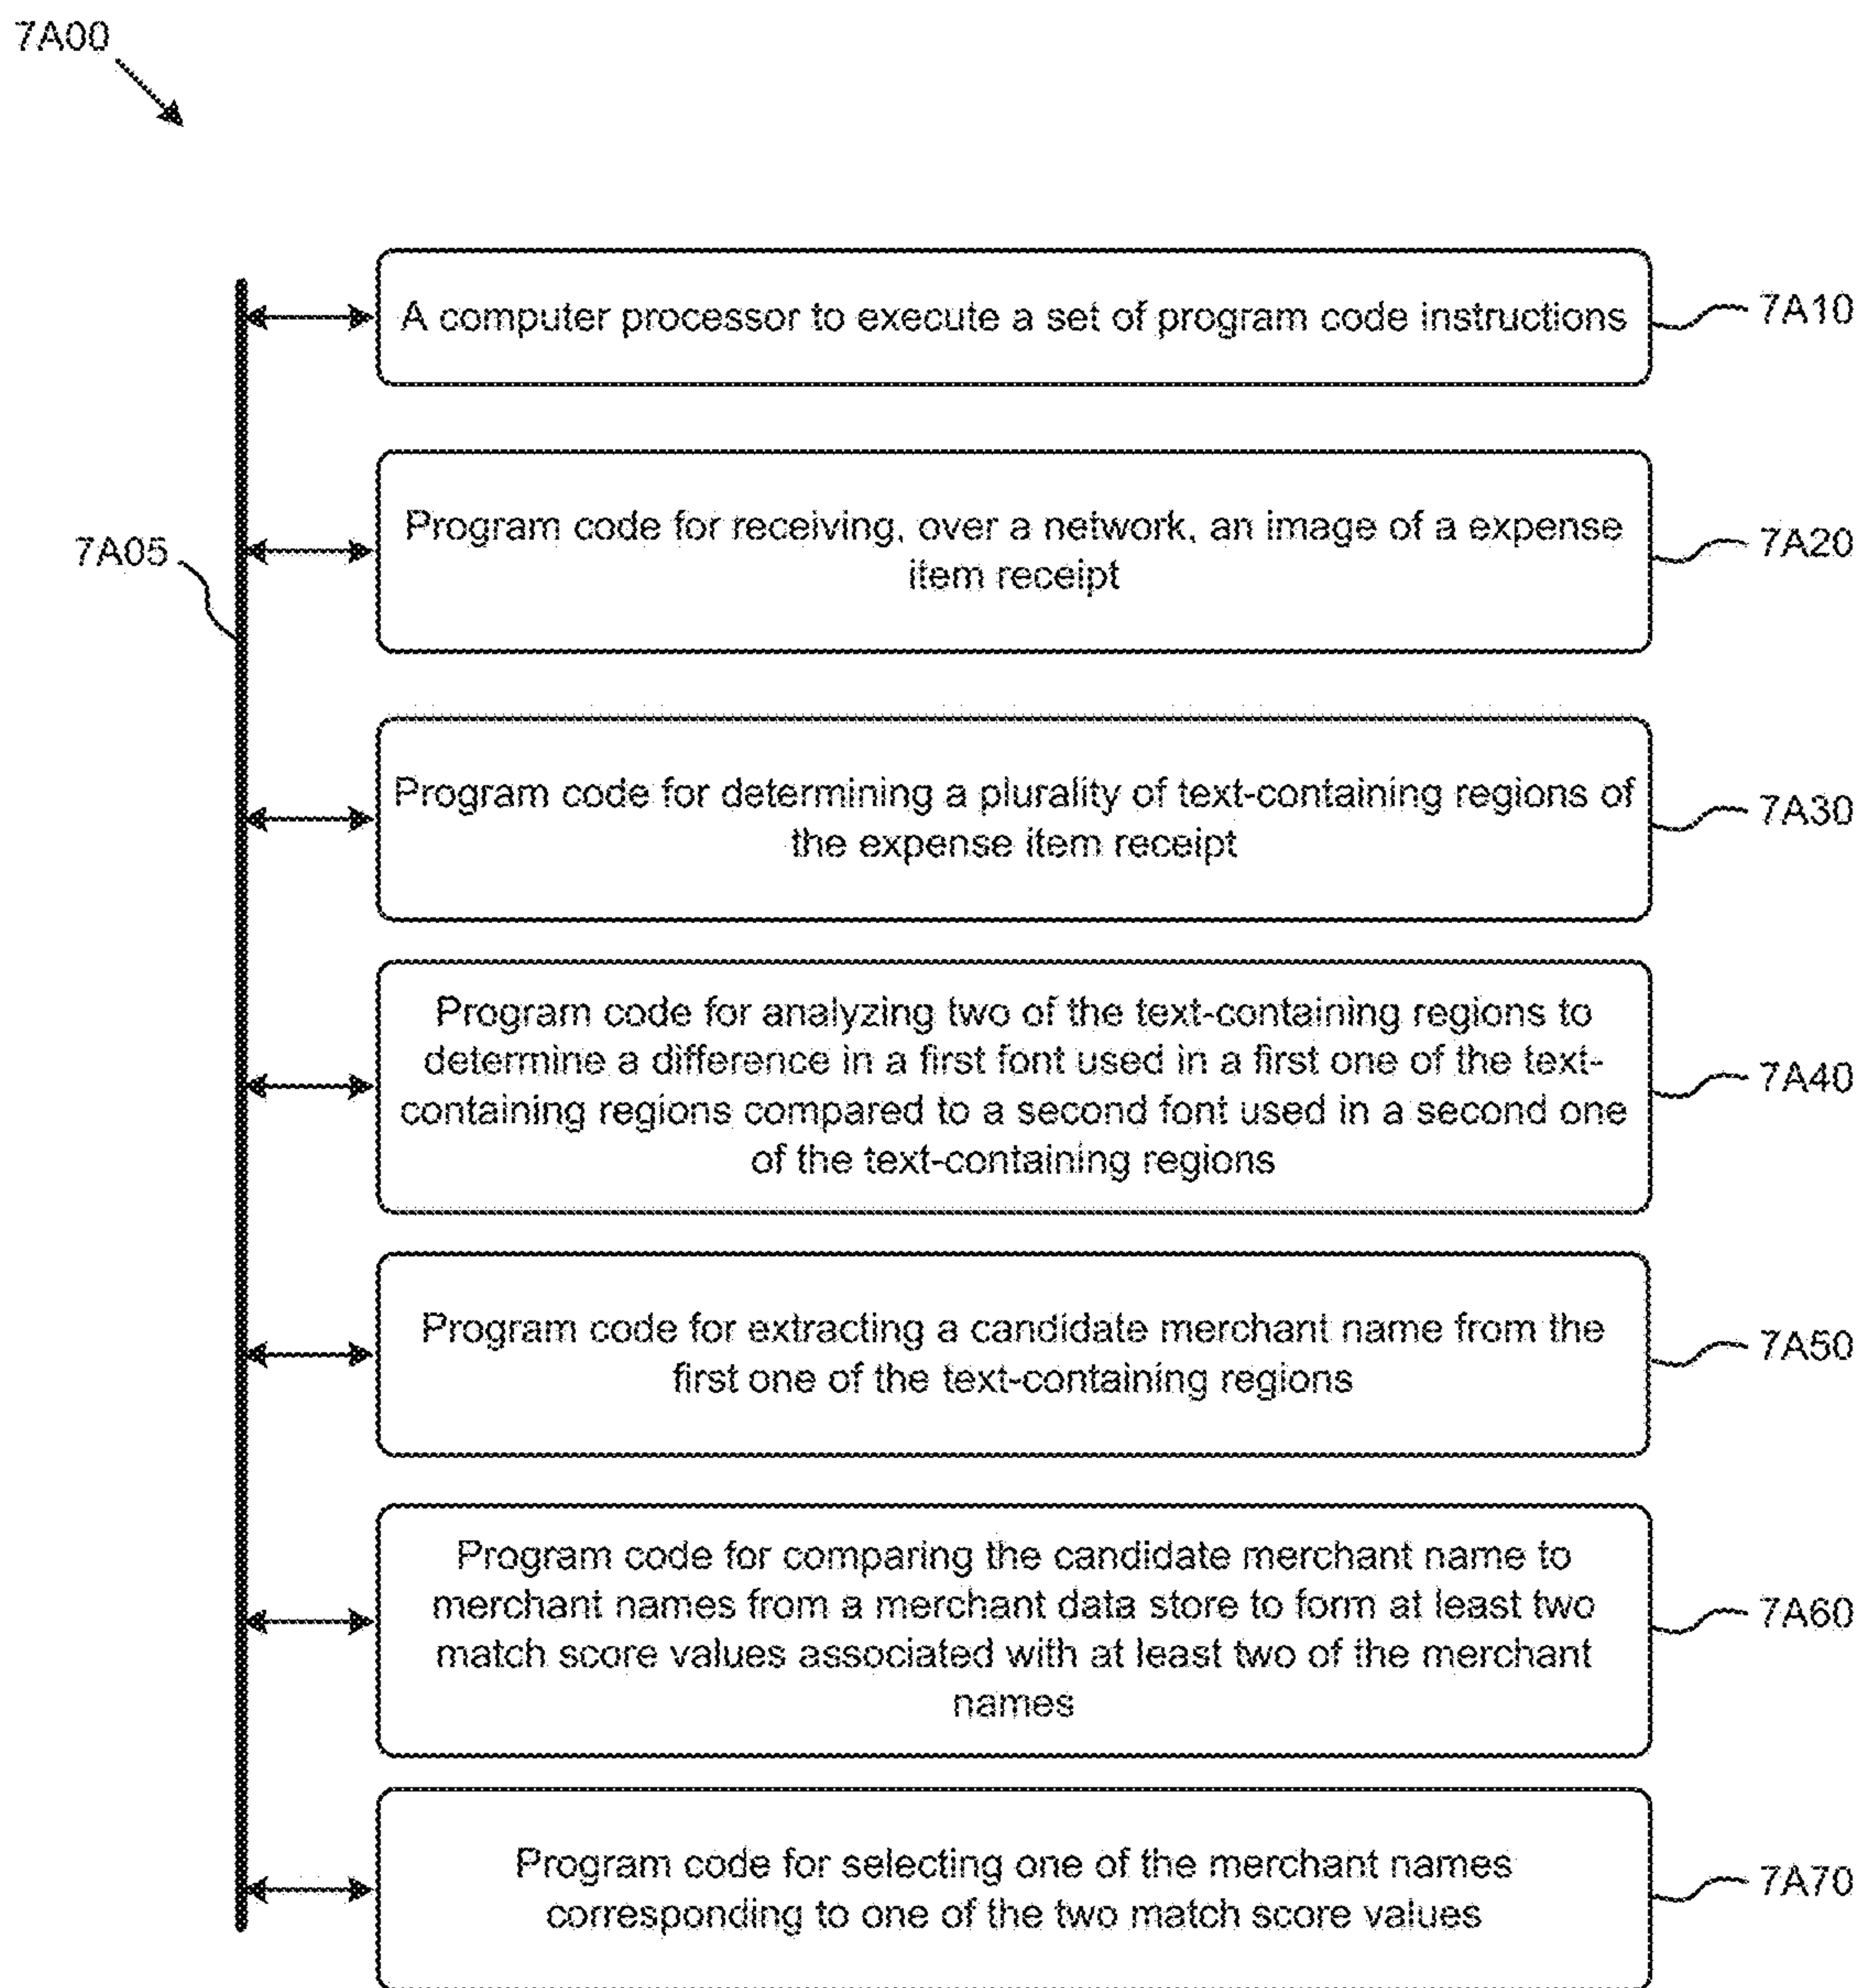 7A00
A computer processor to execute a set of program code instructions
7A10
Program code for receiving, over a network, an image of a expense
item receipt
7A20
7A05
Program code for determining a plurality of text-containing regions of
the expense item receipt
7A30
Program code for analyzing two of the text-containing regions to
determine a difference in a first font used in a first one of the text-
containing regions compared to a second font used in a second one
of the text-containing regions
7A40
Program code for extracting a candidate merchant name from the
first one of the text-containing regions
7A50
Program code for comparing the candidate merchant name to
merchant names from a merchant data store to form at least two
match score values associated with at least two of the merchant
names
7A60
Program code for selecting one of the merchant names
corresponding to one of the two match score values
7A70